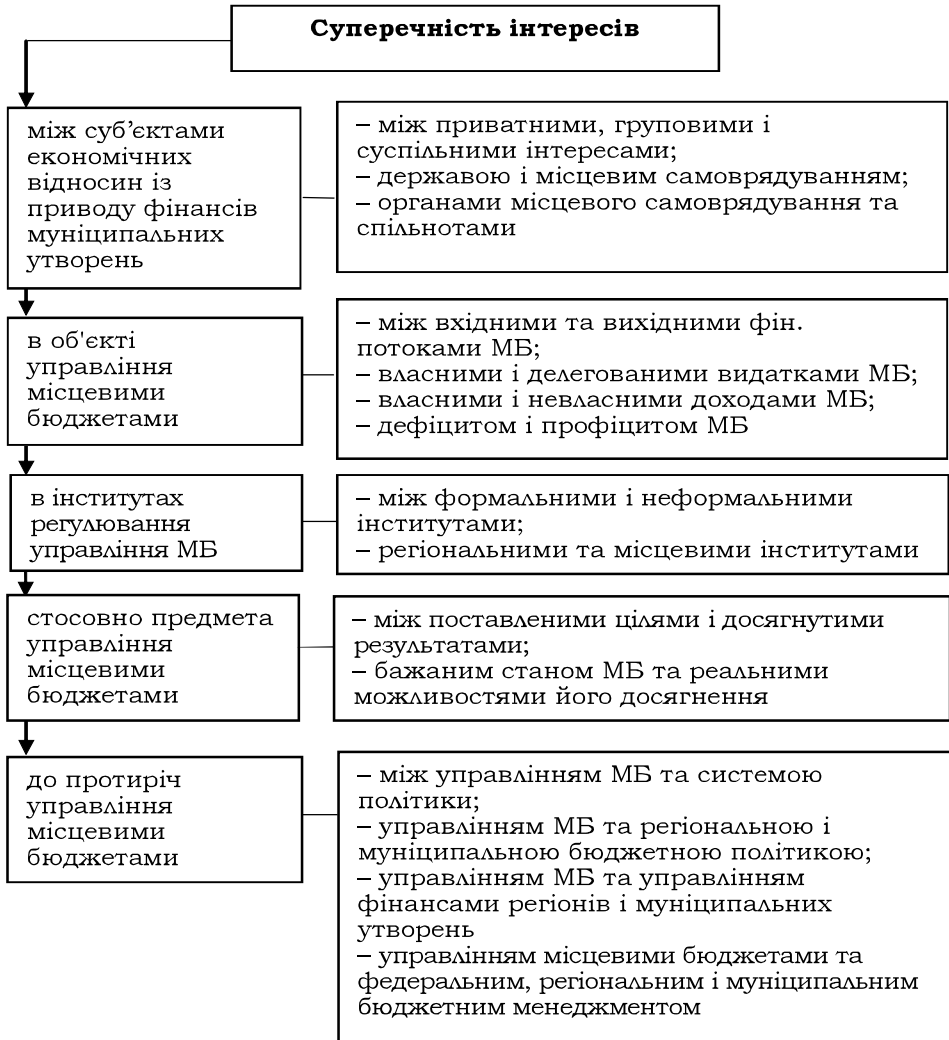 Суперечність інтересів
між суб’єктами
економічних
відносин із
приводу фінансів
муніципальних
утворень
– між приватними, груповими і
суспільними інтересами;
– державою і місцевим самоврядуванням;
– органами місцевого самоврядування та
спільнотами
в об'єкті
управління
місцевими
бюджетами
– між вхідними та вихідними фін.
потоками МБ;
– власними і делегованими видатками МБ;
– власними і невласними доходами МБ;
– дефіцитом і профіцитом МБ
в інститутах
регулювання
управління МБ
– між формальними і неформальними
інститутами;
– регіональними та місцевими інститутами
стосовно предмета
управління
місцевими
бюджетами
– між поставленими цілями і досягнутими
результатами;
– бажаним станом МБ та реальними
можливостями його досягнення
до протиріч
управління
місцевими
бюджетами
– між управлінням МБ та системою
політики;
– управлінням МБ та регіональною і
муніципальною бюджетною політикою;
– управлінням МБ та управлінням
фінансами регіонів і муніципальних
утворень
– управлінням місцевими бюджетами та
федеральним, регіональним і муніципальним
бюджетним менеджментом